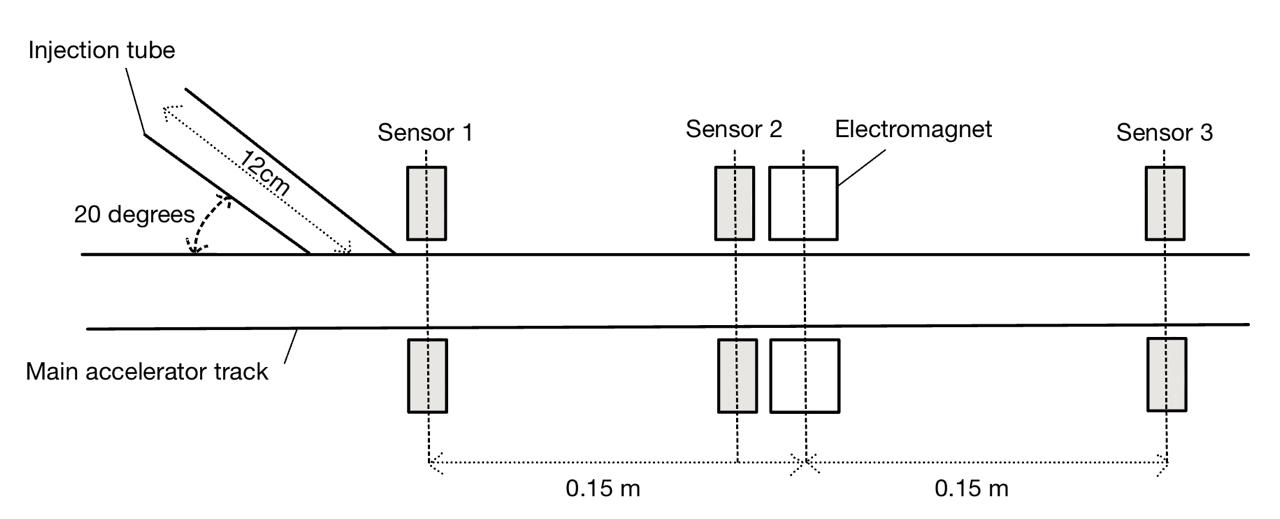 Injection tube
Sensor 1
Sensor 2
Electromagnet
Sensor 3
12cm
20 degrees
Main accelerator track
0.15 m
0.15 m